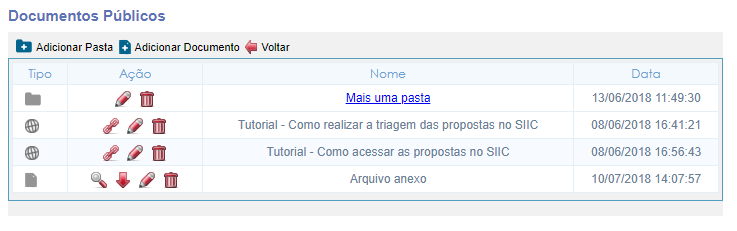 Documentos Públicos
Adicionar Pasta Adicionar Documento Voltar
Tipo Ação Nome Data
Mais uma pasta 13/06/2018 11:49:30
Tutorial - Como realizar a triagem das propostas no SIIC 08/06/2018 16:41:21
Tutorial - Como acessar as propostas no SIIC 08/06/2018 16:56:43
Arquivo anexo 10/07/2018 14:07:57